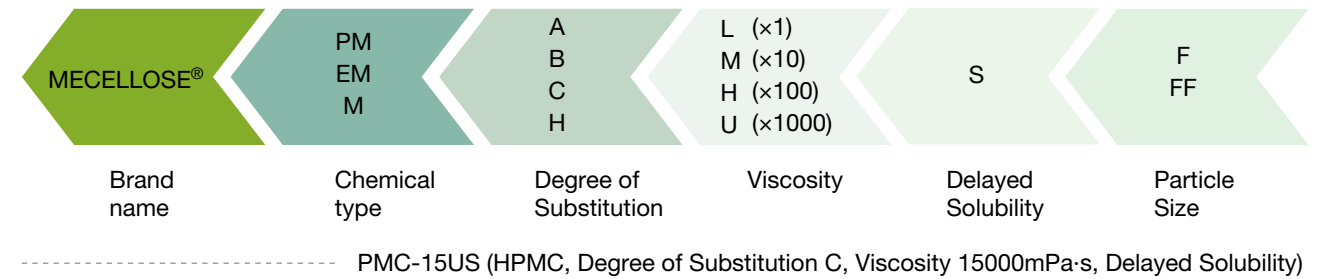 MECELLOSE®
PM
EM
M
A
B
C
H
L (×1)
M (×10)
H (×100)
U (×1000)
S
F
FF
Brand
name
Chemical
type
Degree of
Substitution
Viscosity
Delayed
Solubility
Particle
Size
PMC-15US (HPMC, Degree of Substitution C, Viscosity 15000mPa·s, Delayed Solubility)